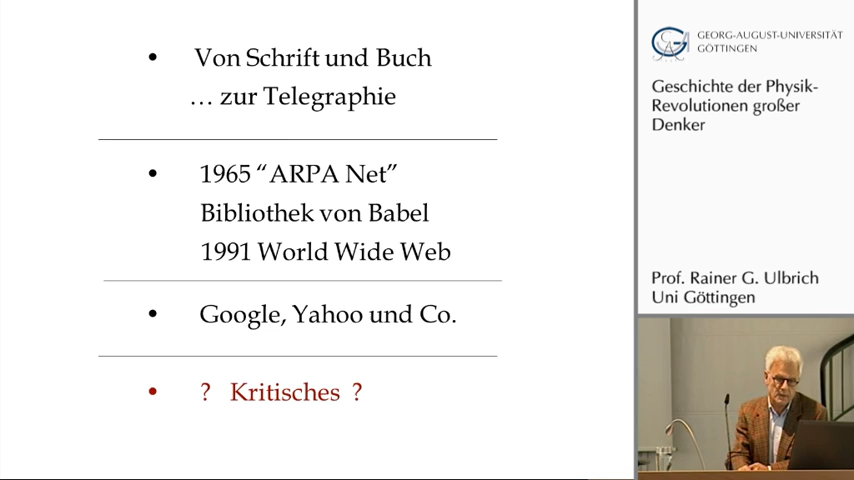 • Von Schrift und Buch
… zur Telegraphie
• 1965 “ARPA Net”
Bibliothek von Babel
1991 World Wide Web
• Google, Yahoo und Co.
• ? Kritisches ?
GEORG-AUGUST-UNIVERSITÄT
GÖTTINGEN
Geschichte der Physik-
Revolutionen großer
Denker
Prof. Rainer G. Ulbrich
Uni Göttingen